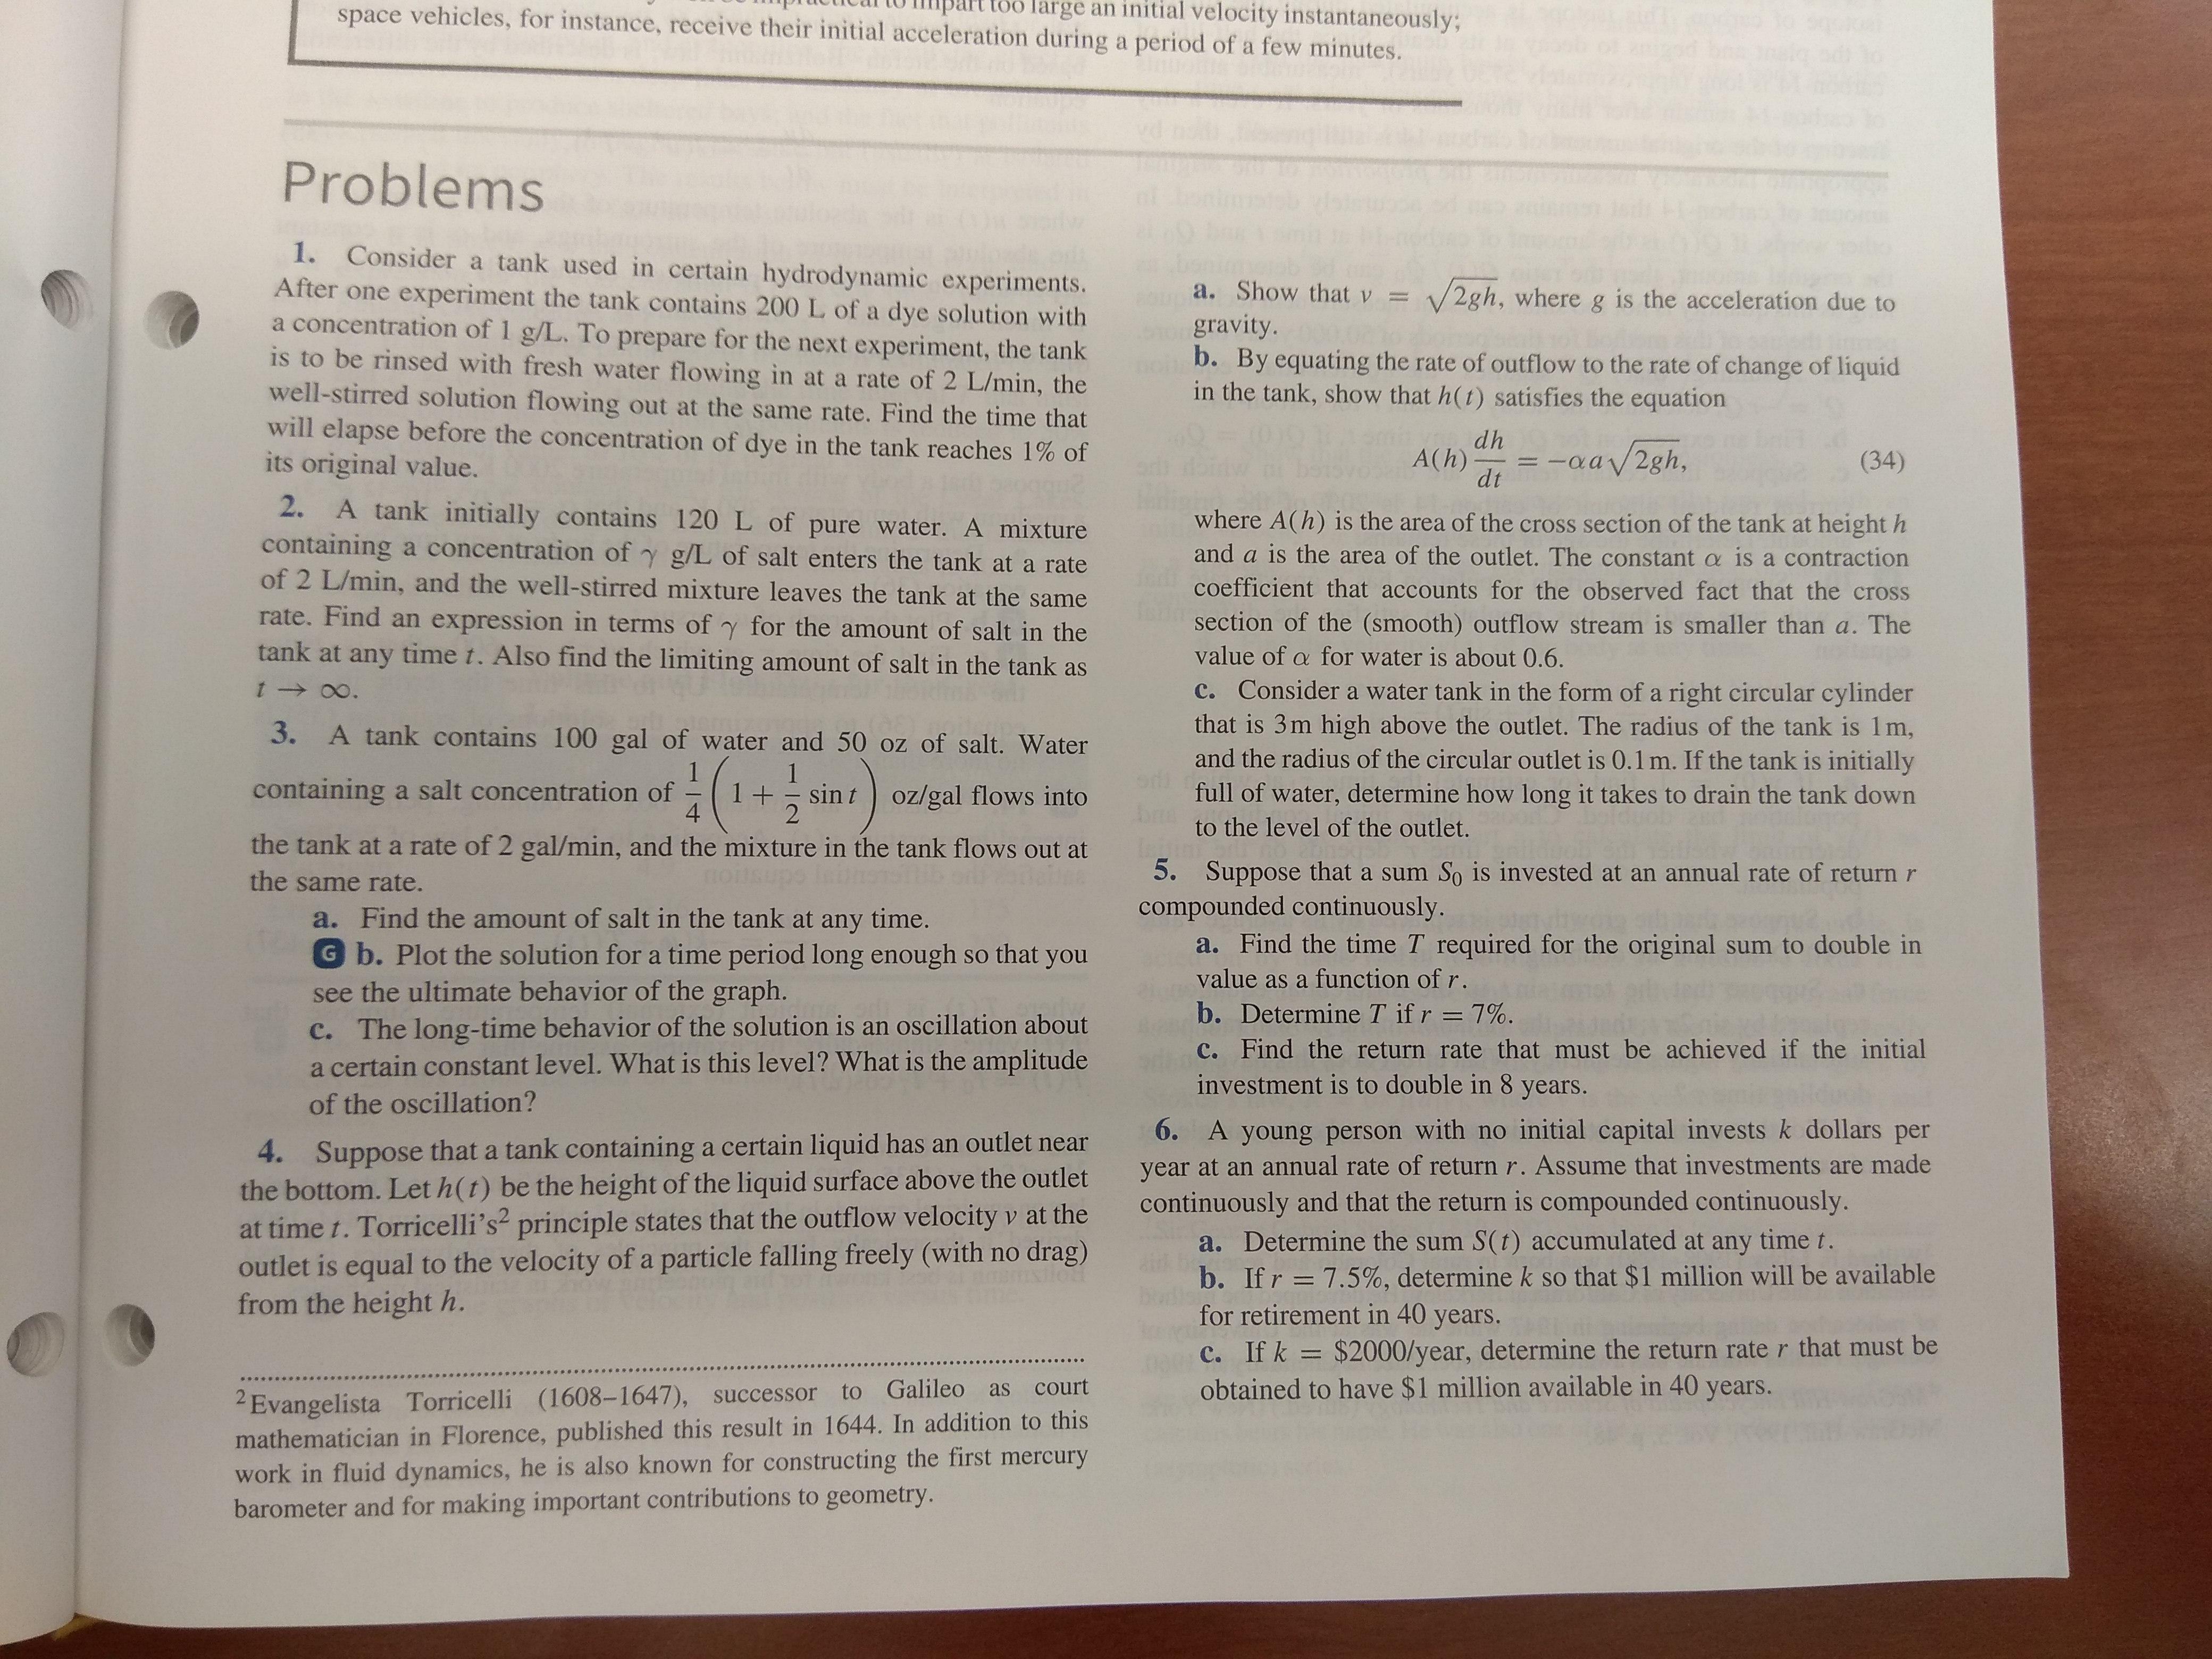 to impart too large an initial velocity instantaneously;
space vehicles, for instance, receive their initial acceleration during a period of a few minutes.
Problems
1. Consider a tank used in certain hydrodynamic experiments.
After one experiment the tank contains 200 L of a dye solution with
a concentration of 1 g/L. To prepare for the next experiment, the tank
is to be rinsed with fresh water flowing in at a rate of 2 L/min, the
well-stirred solution flowing out at the same rate. Find the time that
will elapse before the concentration of dye in the tank reaches 1% of
its original value.
2. A tank initially contains 120 L of pure water. A mixture
containing a concentration of γ g/L of salt enters the tank at a rate
of 2 L/min, and the well-stirred mixture leaves the tank at the same
rate. Find an expression in terms of γ for the amount of salt in the
tank at any time t. Also find the limiting amount of salt in the tank as
t → ∞.
3. A tank contains 100 gal of water and 50 oz of salt. Water
containing a salt concentration of 1/4 (1 + 1/2 sin t) oz/gal flows into
the tank at a rate of 2 gal/min, and the mixture in the tank flows out at
the same rate.
a. Find the amount of salt in the tank at any time.
G b. Plot the solution for a time period long enough so that you
see the ultimate behavior of the graph.
c. The long-time behavior of the solution is an oscillation about
a certain constant level. What is this level? What is the amplitude
of the oscillation?
4. Suppose that a tank containing a certain liquid has an outlet near
the bottom. Let h(t) be the height of the liquid surface above the outlet
at time t. Torricelli's² principle states that the outflow velocity v at the
outlet is equal to the velocity of a particle falling freely (with no drag)
from the height h.
² Evangelista Torricelli (1608–1647), successor to Galileo as court
mathematician in Florence, published this result in 1644. In addition to this
work in fluid dynamics, he is also known for constructing the first mercury
barometer and for making important contributions to geometry.
a. Show that v = √2gh, where g is the acceleration due to
gravity.
b. By equating the rate of outflow to the rate of change of liquid
in the tank, show that h(t) satisfies the equation
A(h) dh/dt = −αa√2gh, (34)
where A(h) is the area of the cross section of the tank at height h
and a is the area of the outlet. The constant α is a contraction
coefficient that accounts for the observed fact that the cross
section of the (smooth) outflow stream is smaller than a. The
value of α for water is about 0.6.
c. Consider a water tank in the form of a right circular cylinder
that is 3 m high above the outlet. The radius of the tank is 1 m,
and the radius of the circular outlet is 0.1 m. If the tank is initially
full of water, determine how long it takes to drain the tank down
to the level of the outlet.
5. Suppose that a sum S₀ is invested at an annual rate of return r
compounded continuously.
a. Find the time T required for the original sum to double in
value as a function of r.
b. Determine T if r = 7%.
c. Find the return rate that must be achieved if the initial
investment is to double in 8 years.
6. A young person with no initial capital invests k dollars per
year at an annual rate of return r. Assume that investments are made
continuously and that the return is compounded continuously.
a. Determine the sum S(t) accumulated at any time t.
b. If r = 7.5%, determine k so that $1 million will be available
for retirement in 40 years.
c. If k = $2000/year, determine the return rate r that must be
obtained to have $1 million available in 40 years.